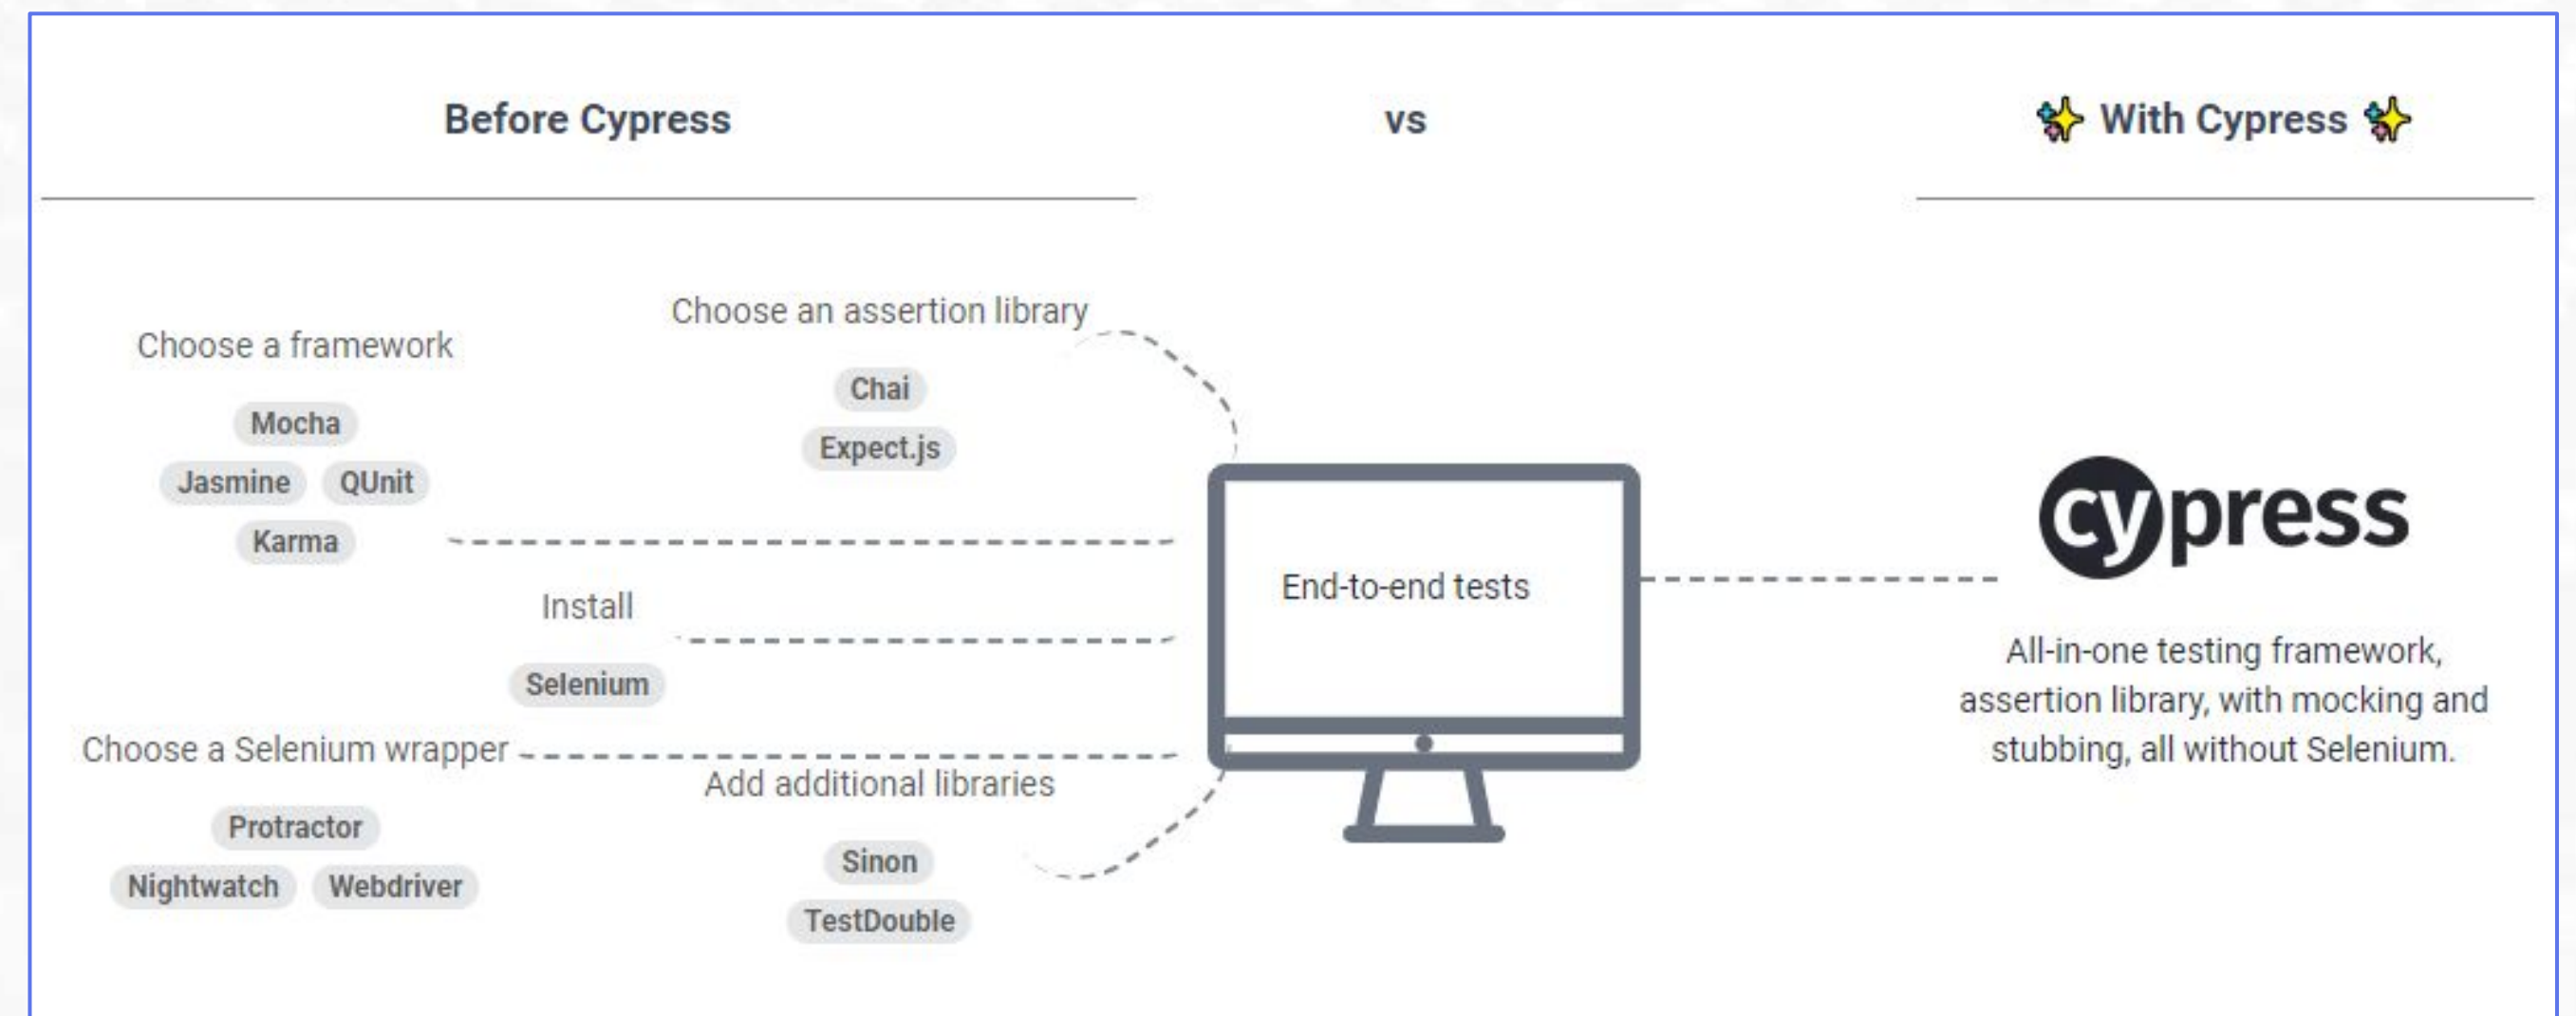 Before Cypress
vs
✨ With Cypress ✨
Choose a framework
Mocha
Jasmine QUnit
Karma
Choose an assertion library
Chai
Expect.js
Install
Selenium
Choose a Selenium wrapper
Protractor
Nightwatch Webdriver
Add additional libraries
Sinon
TestDouble
End-to-end tests
cypress
All-in-one testing framework,
assertion library, with mocking and
stubbing, all without Selenium.